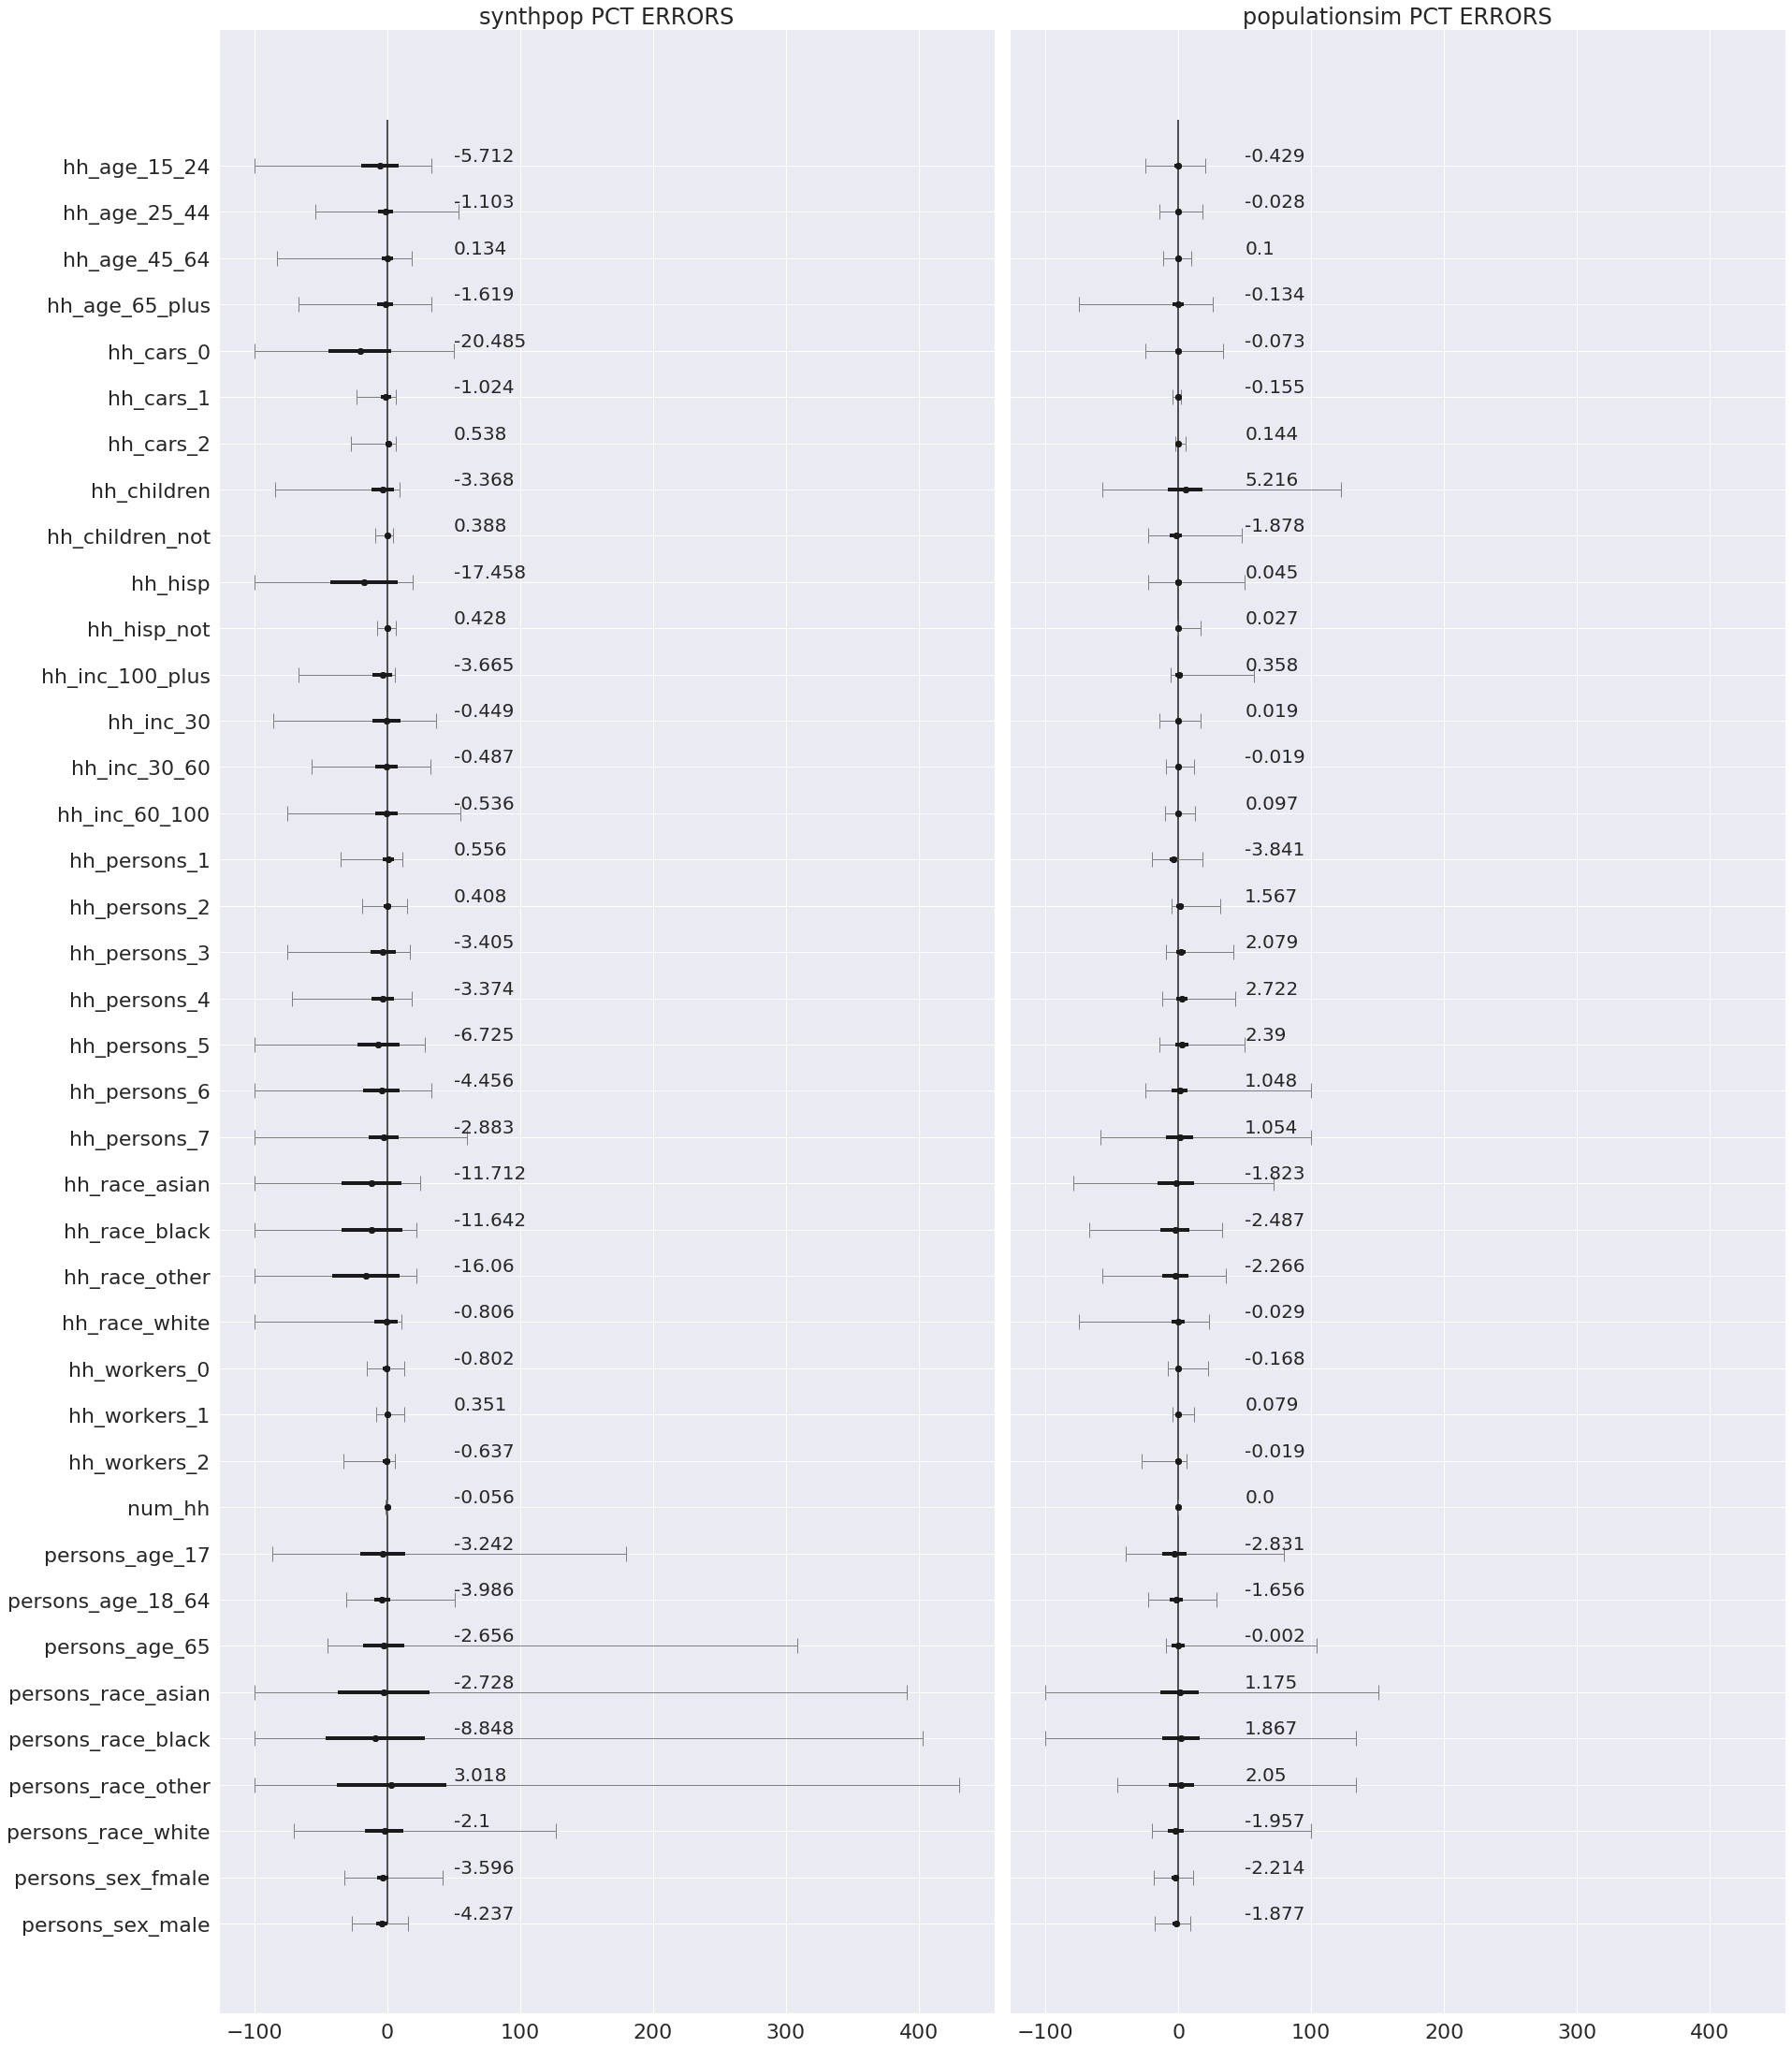 synthpop PCT ERRORS populationsim PCT ERRORS
hh_age_15_24 -5.712 -0.429
hh_age_25_44 -1.103 -0.028
hh_age_45_64 0.134 0.1
hh_age_65_plus -1.619 -0.134
hh_cars_0 -20.485 -0.073
hh_cars_1 -1.024 -0.155
hh_cars_2 0.538 0.144
hh_children -3.368 5.216
hh_children_not 0.388 -1.878
hh_hisp -17.458 0.045
hh_hisp_not 0.428 0.027
hh_inc_100_plus -3.665 0.358
hh_inc_30 -0.449 0.019
hh_inc_30_60 -0.487 -0.019
hh_inc_60_100 -0.536 0.097
hh_persons_1 0.556 -3.841
hh_persons_2 0.408 1.567
hh_persons_3 -3.405 2.079
hh_persons_4 -3.374 2.722
hh_persons_5 -6.725 2.39
hh_persons_6 -4.456 1.048
hh_persons_7 -2.883 1.054
hh_race_asian -11.712 -1.823
hh_race_black -11.642 -2.487
hh_race_other -16.06 -2.266
hh_race_white -0.806 -0.029
hh_workers_0 -0.802 -0.168
hh_workers_1 0.351 0.079
hh_workers_2 -0.637 -0.019
num_hh -0.056 0.0
persons_age_17 -3.242 -2.831
persons_age_18_64 -3.986 -1.656
persons_age_65 -2.656 -0.002
persons_race_asian -2.728 1.175
persons_race_black -8.848 1.867
persons_race_other 3.018 2.05
persons_race_white -2.1 -1.957
persons_sex_fmale -3.596 -2.214
persons_sex_male -4.237 -1.877
−100 0 100 200 300 400 −100 0 100 200 300 400